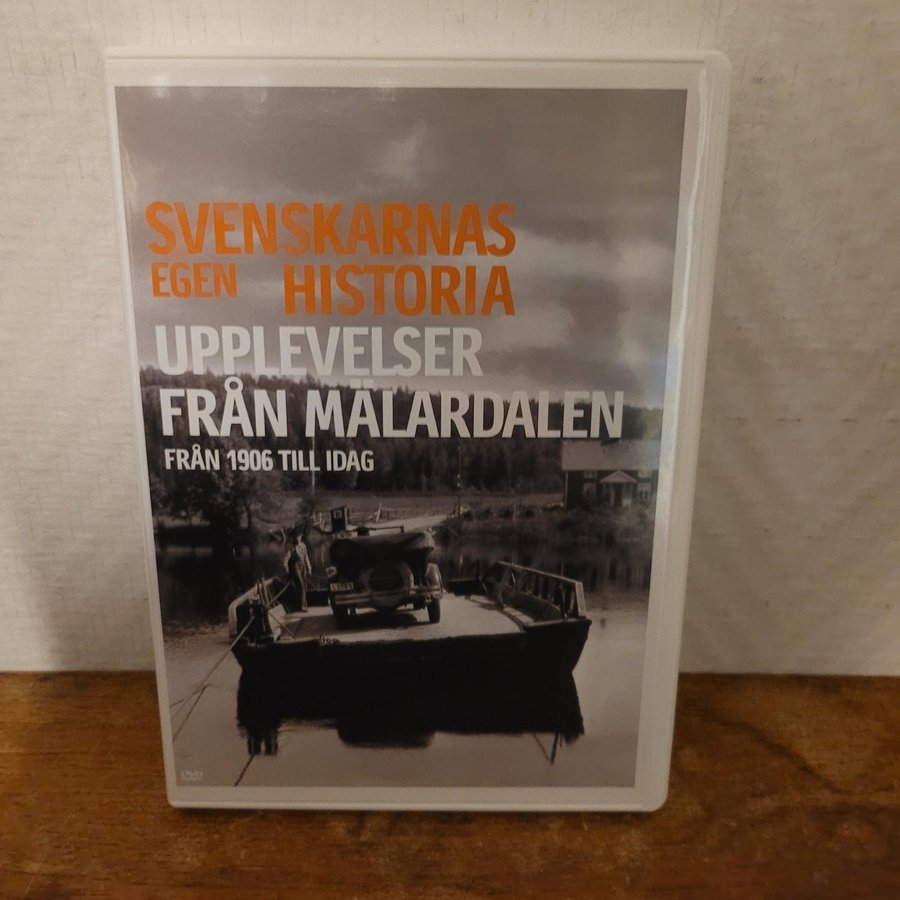 SVENSKARNAS
EGEN HISTORIA
UPPLEVELSER
FRÅN MÄLARDALEN
FRÅN 1906 TILL IDAG
DVD